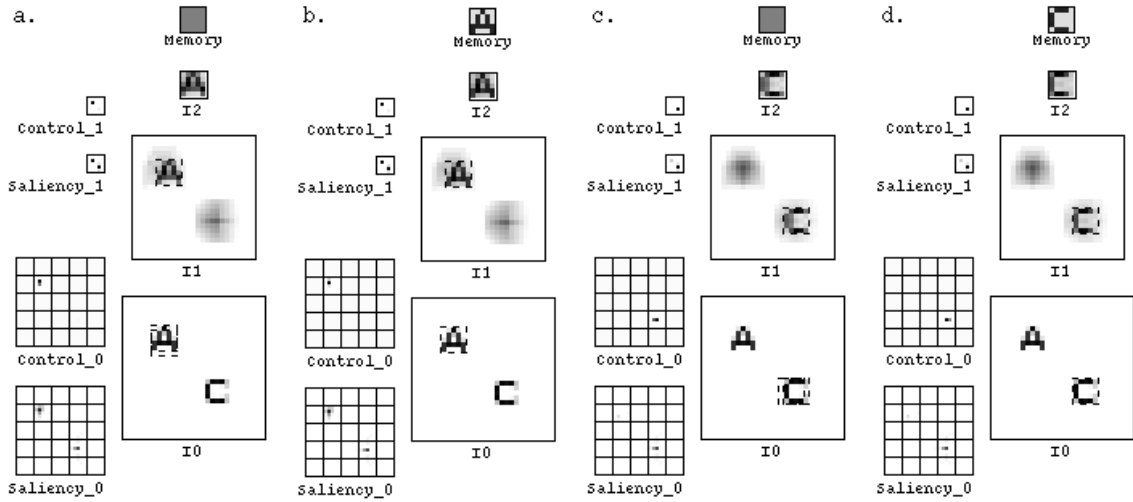 a.
Memory
A
I2
Control_1
Saliency_1
A
I1
Control_0
A
C
I0
Saliency_0
b.
A
Memory
A
I2
Control_1
Saliency_1
A
I1
Control_0
A
C
I0
Saliency_0
c.
Memory
C
I2
Control_1
Saliency_1
C
I1
Control_0
A
C
I0
Saliency_0
d.
C
Memory
C
I2
Control_1
Saliency_1
C
I1
Control_0
A
C
I0
Saliency_0